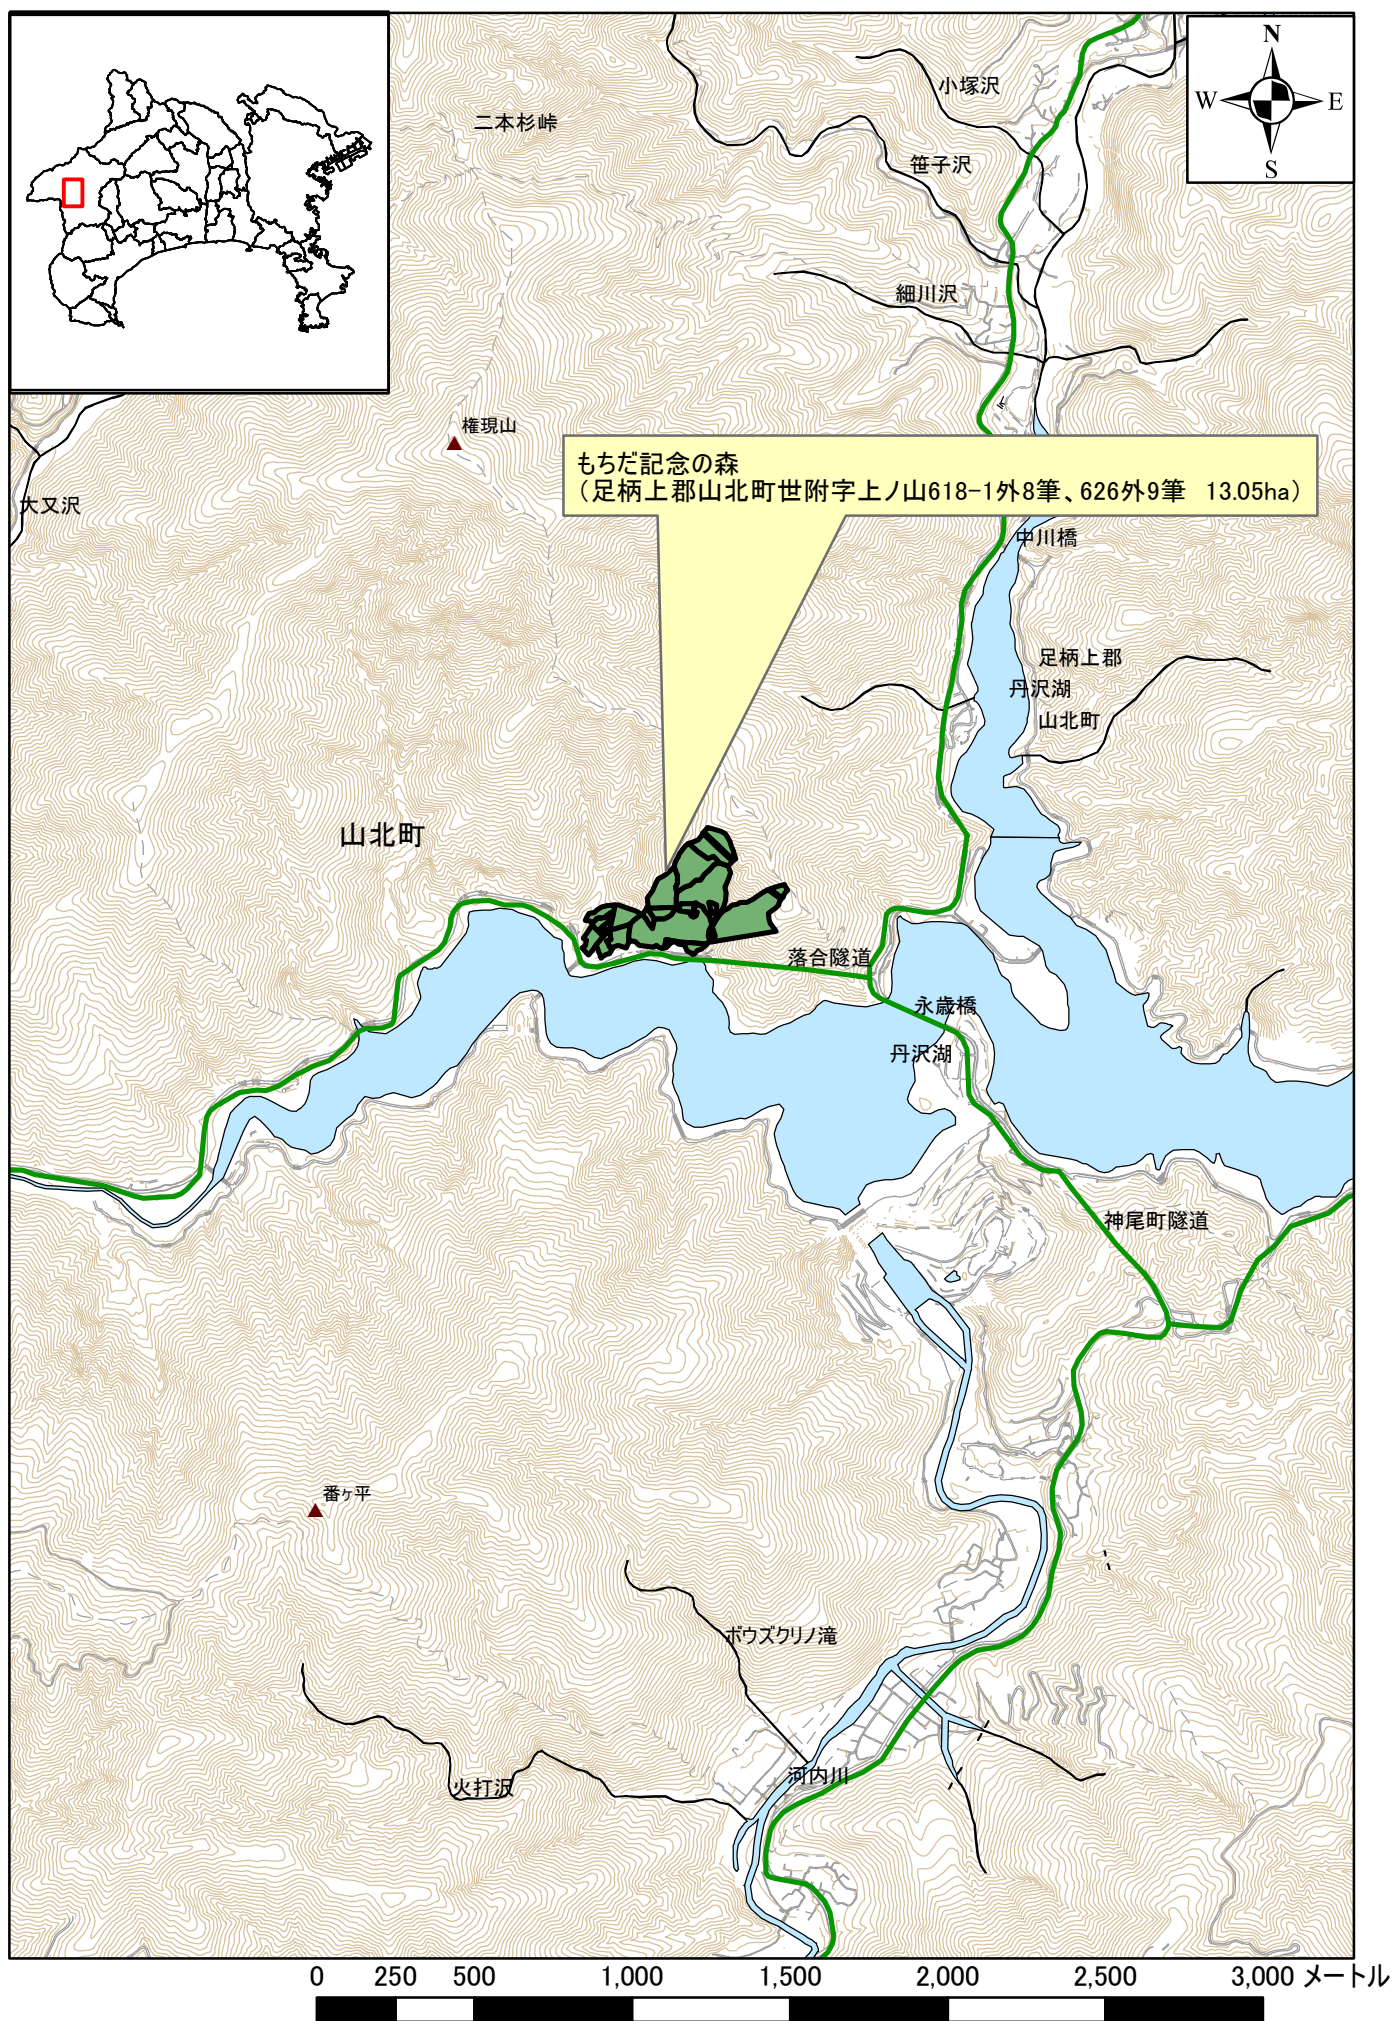 N
W
E
S
小塚沢
二本杉峠
笹子沢
細川沢
権現山
もちだ記念の森
（足柄上郡山北町世附字上ノ山618-1外8筆、626外9筆　13.05ha）
大又沢
中川橋
足柄上郡
丹沢湖
山北町
山北町
落合隧道
永歳橋
丹沢湖
神尾町隧道
番ヶ平
ボウズクリノ滝
河内川
火打沢
0 250 500 1,000 1,500 2,000 2,500 3,000 メートル